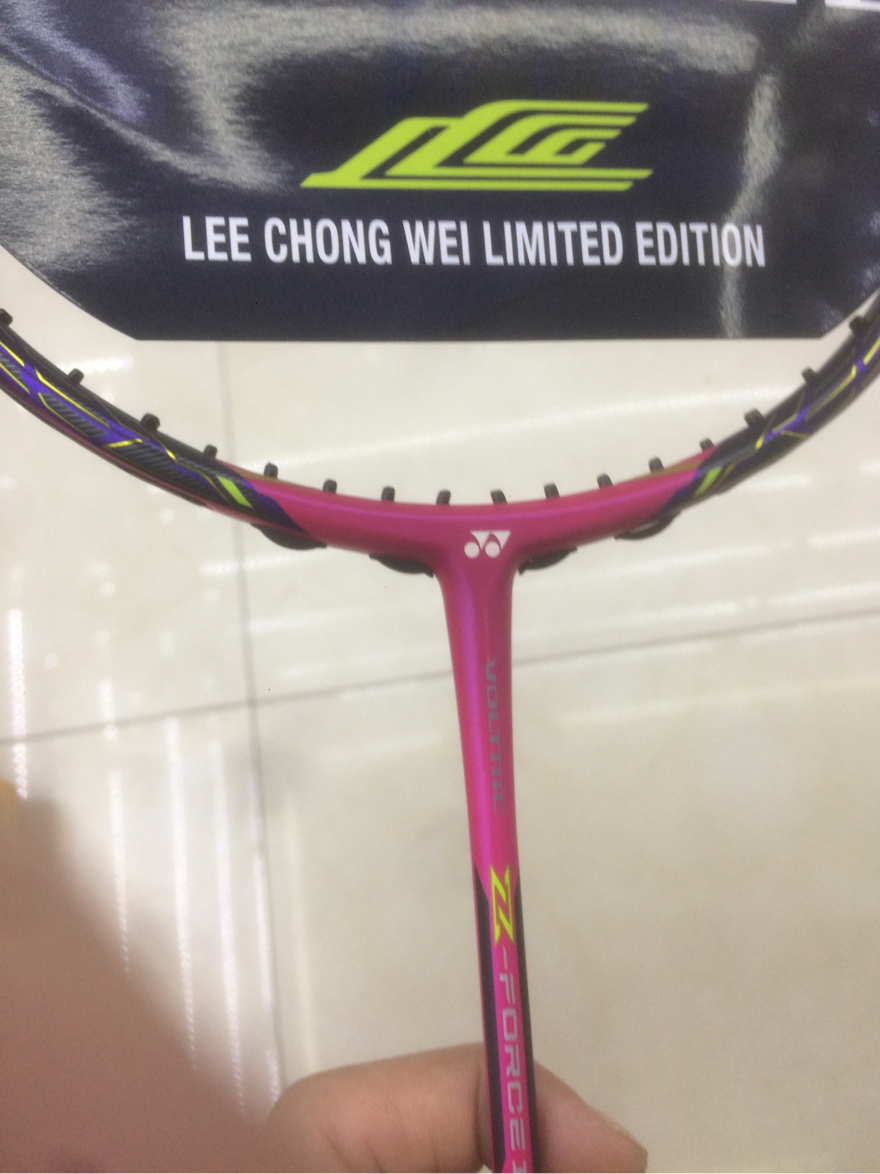 LEE CHONG WEI LIMITED EDITION
VOLTRIC
Z-FORCE